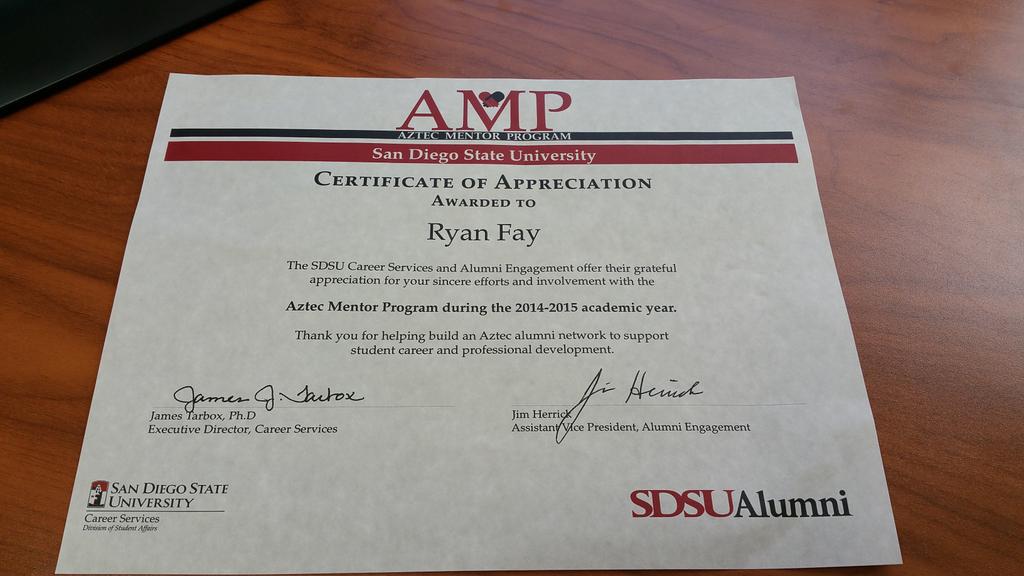 AMP
AZTEC MENTOR PROGRAM
San Diego State University
CERTIFICATE OF APPRECIATION
AWARDED TO
Ryan Fay
The SDSU Career Services and Alumni Engagement offer their grateful
appreciation for your sincere efforts and involvement with the
Aztec Mentor Program during the 2014-2015 academic year.
Thank you for helping build an Aztec alumni network to support
student career and professional development.
James J. Tarbox
James Tarbox, Ph.D
Executive Director, Career Services
Jim Herrick
Jim Herrick
Assistant Vice President, Alumni Engagement
SAN DIEGO STATE
UNIVERSITY
Career Services
Division of Student Affairs
SDSUAlumni